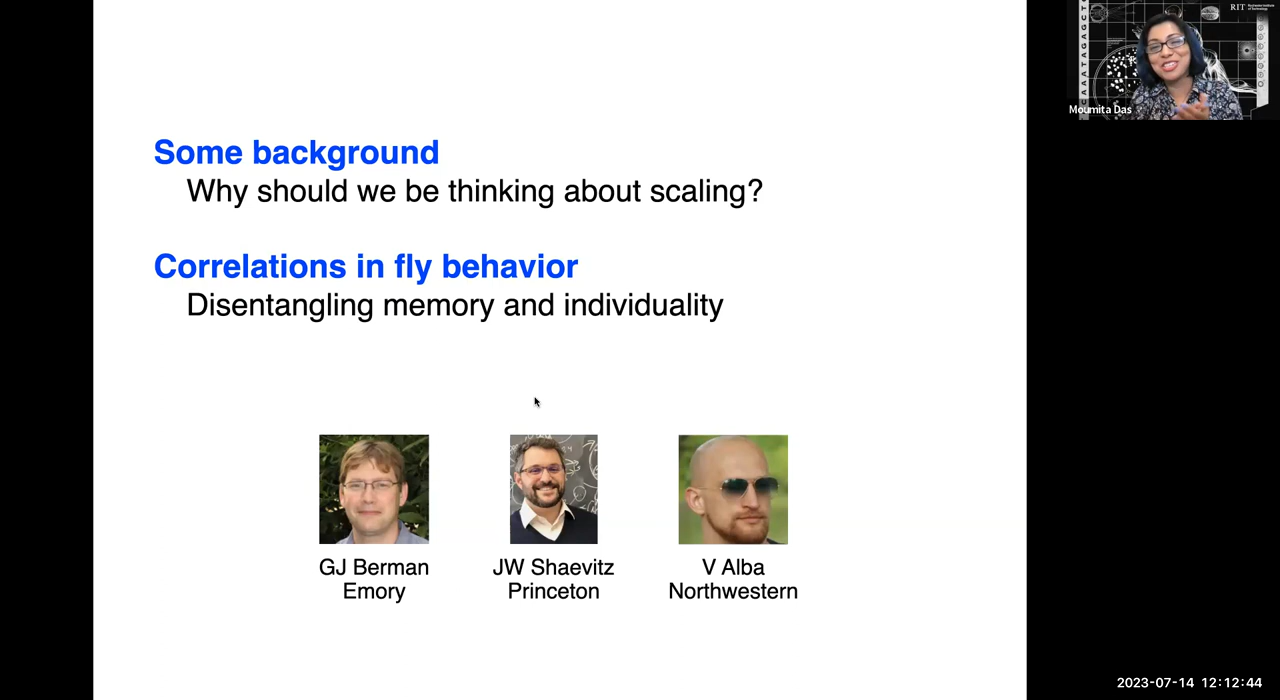 Some background
Why should we be thinking about scaling?
Correlations in fly behavior
Disentangling memory and individuality
GJ Berman
Emory
JW Shaevitz
Princeton
V Alba
Northwestern
RIT
Moumita Das
2023-07-14 12:12:44